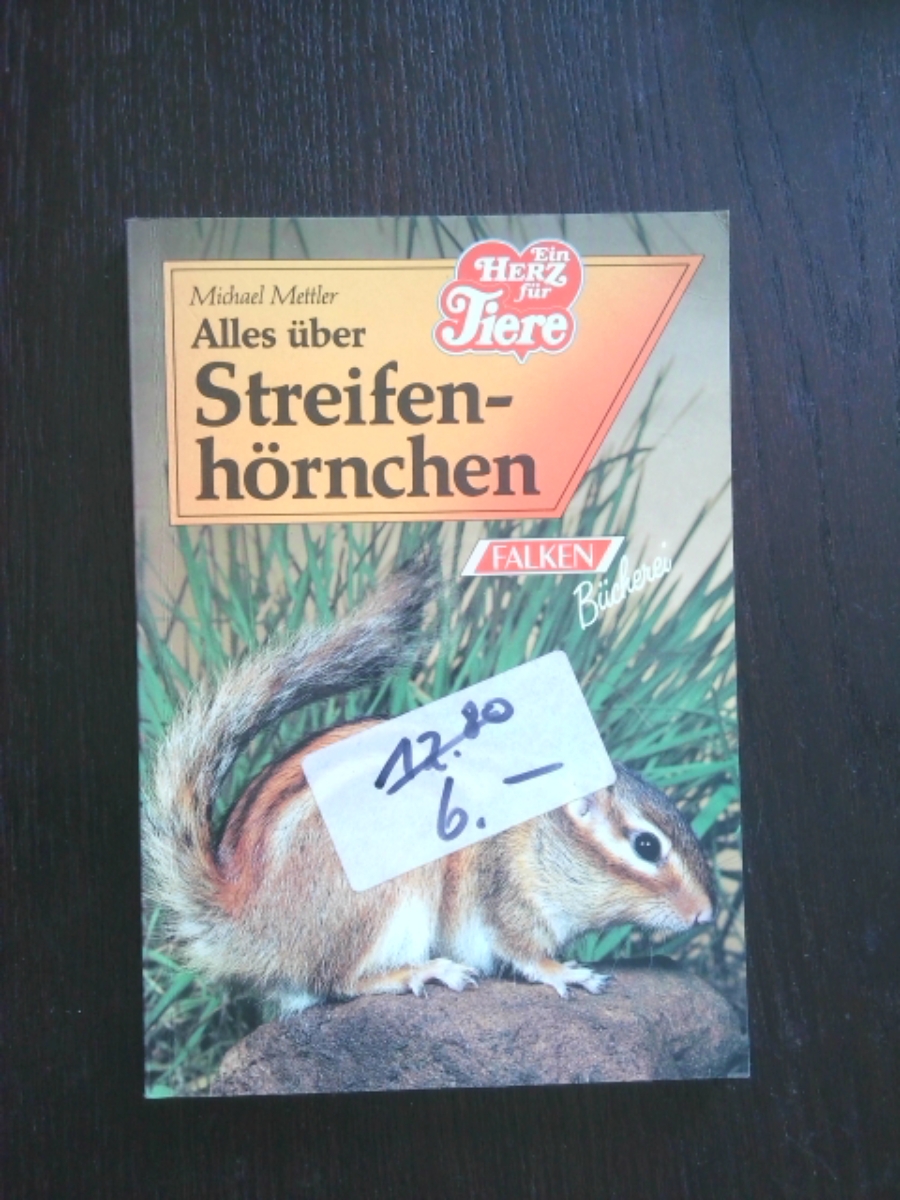 Michael Mettler
Alles über
Streifen-
hörnchen
Ein
HERZ
für
Tiere
FALKEN
Bücherei
12.80
6.–